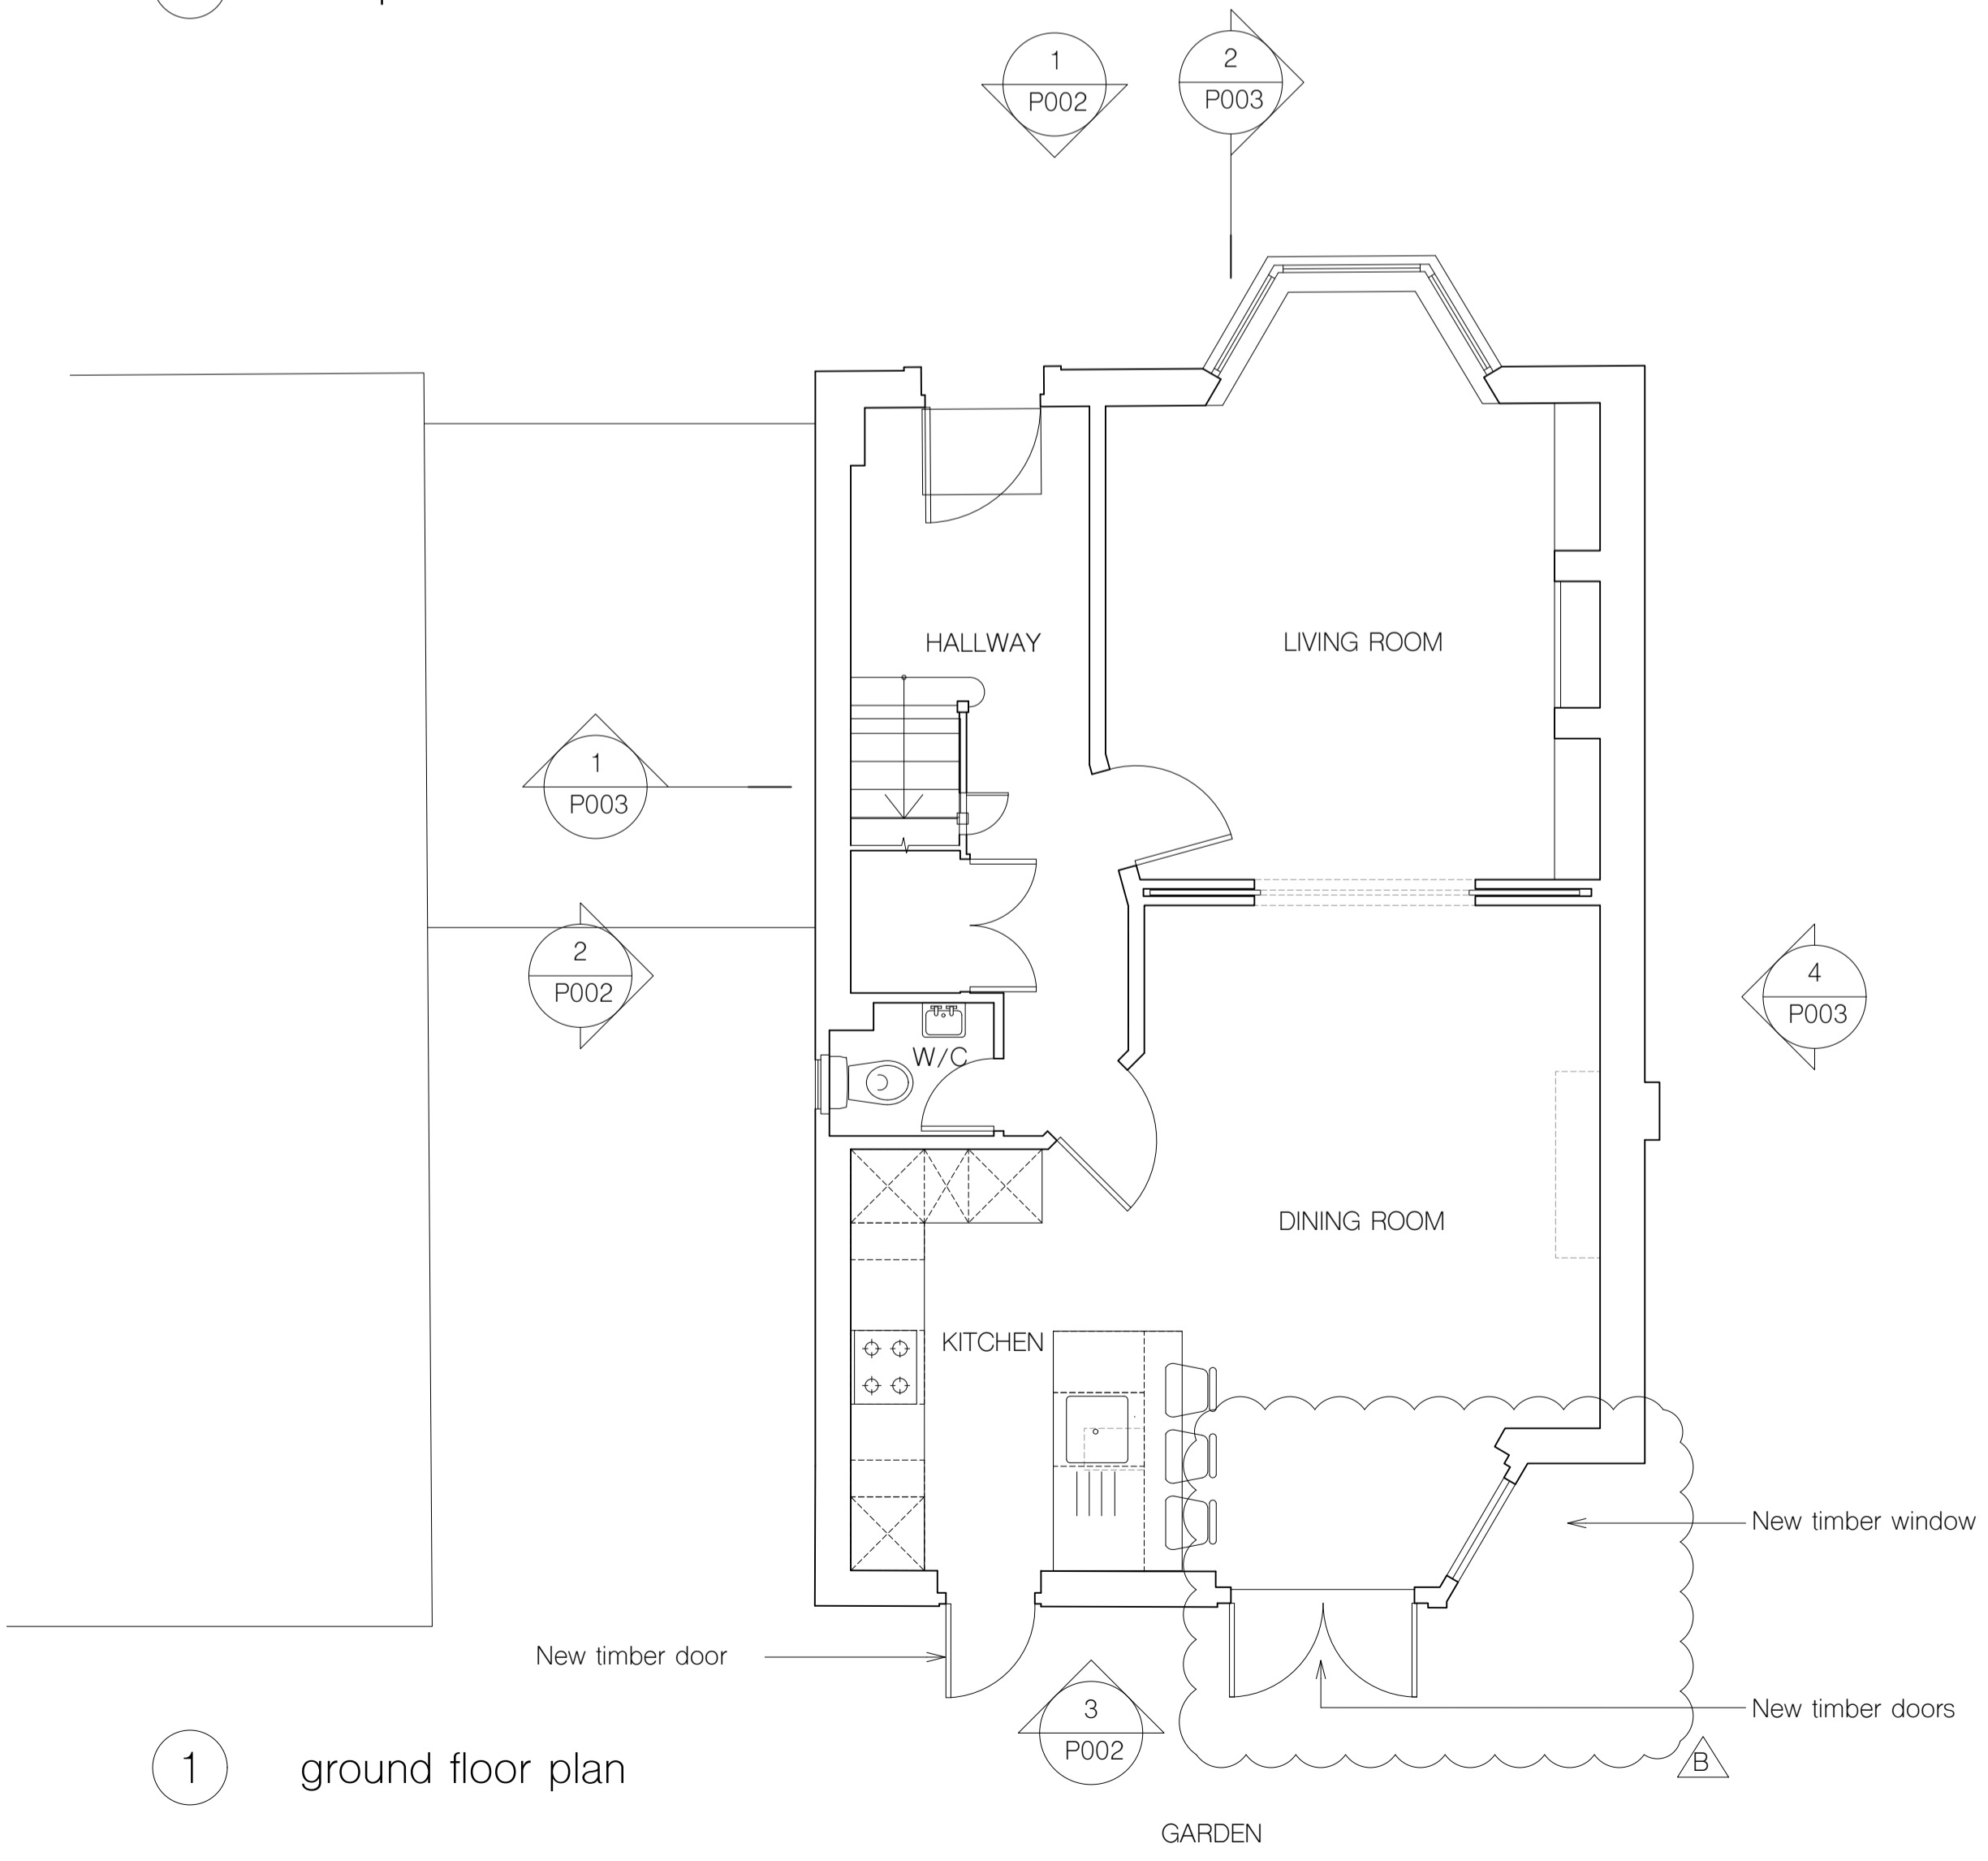 1
P002
2
P003
HALLWAY
LIVING ROOM
1
P003
2
P002
4
P003
W/C
DINING ROOM
KITCHEN
New timber window
New timber door
3
P002
New timber doors
B
1
ground floor plan
GARDEN